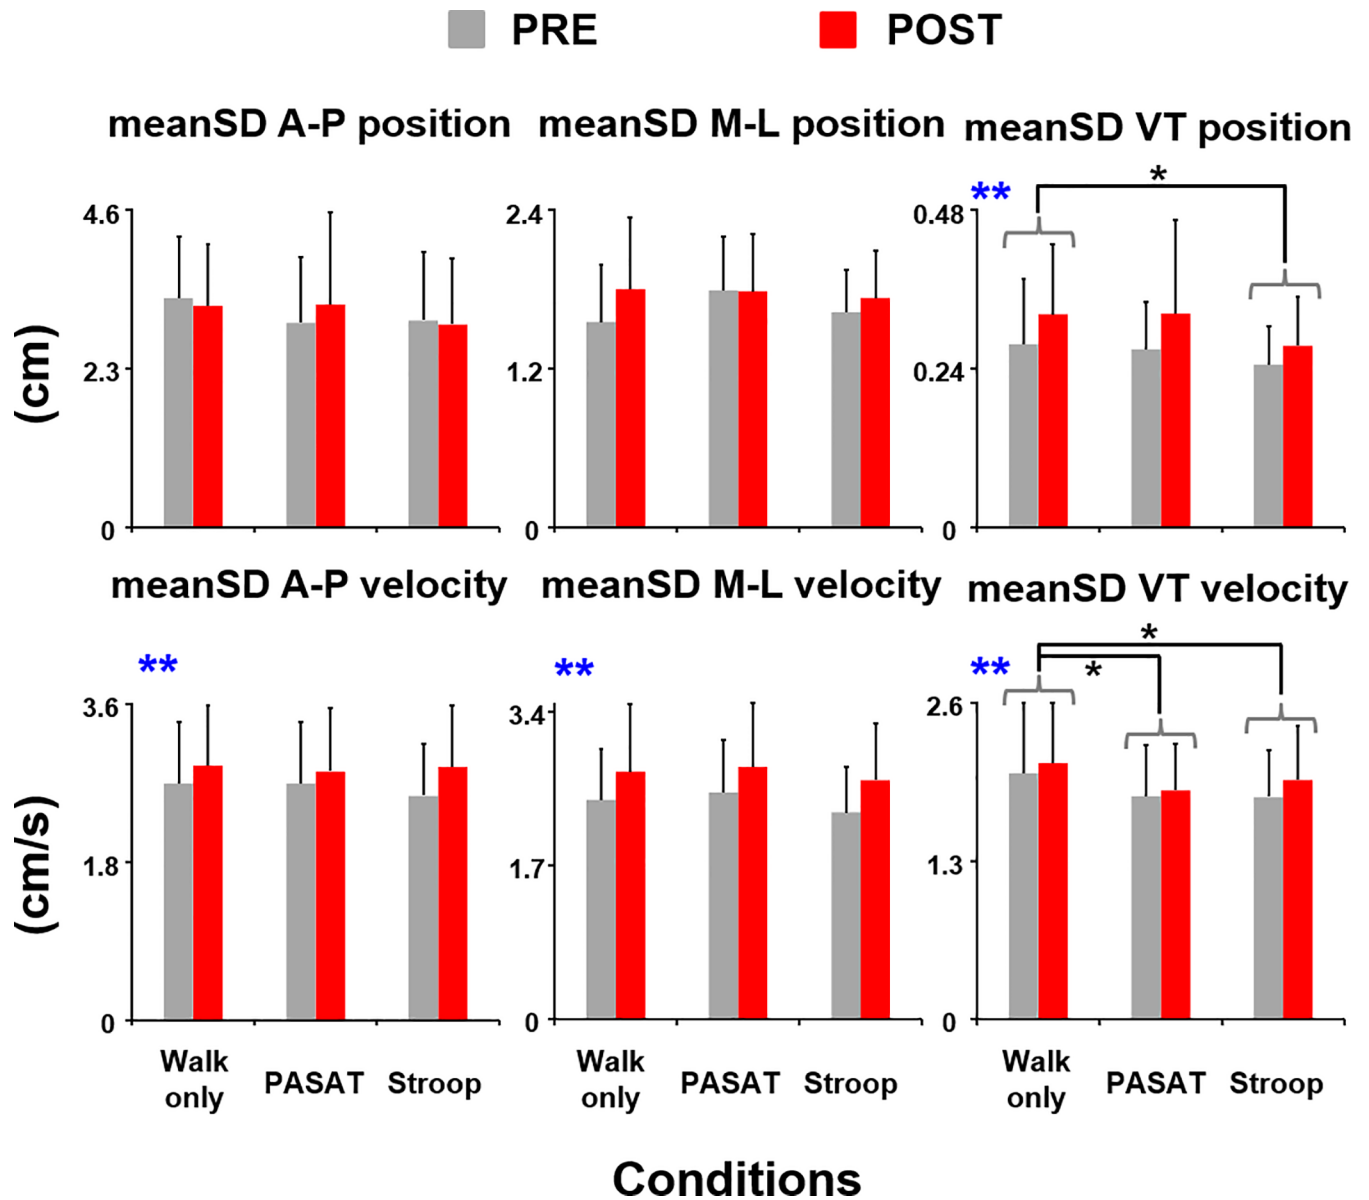 PRE POST
meanSD A-P position meanSD M-L position meanSD VT position
** *
4.6 2.4 0.48
(cm)
2.3 1.2 0.24
0 0 0
meanSD A-P velocity meanSD M-L velocity meanSD VT velocity
*
** ** ** *
3.6 3.4 2.6
(cm/s)
1.8 1.7 1.3
0 0 0
Walk only PASAT Stroop Walk only PASAT Stroop Walk only PASAT Stroop
Conditions